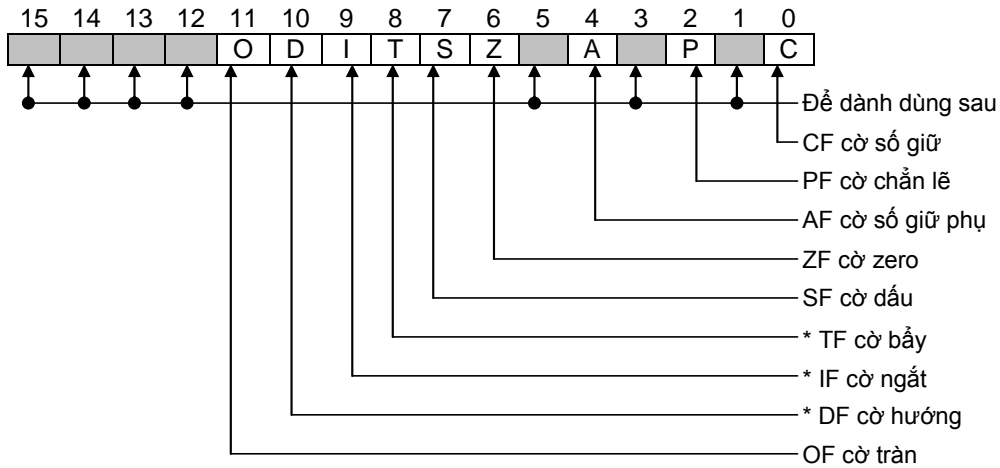 15 14 13 12 11 10 9 8 7 6 5 4 3 2 1 0
O D I T S Z A P C
Để dành dùng sau
CF cờ số giữ
PF cờ chẳn lẽ
AF cờ số giữ phụ
ZF cờ zero
SF cờ dấu
* TF cờ bẩy
* IF cờ ngắt
* DF cờ hướng
OF cờ tràn